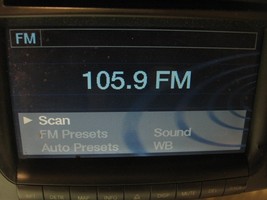 FM
105.9 FM
Scan
FM Presets Sound
Auto Presets WB